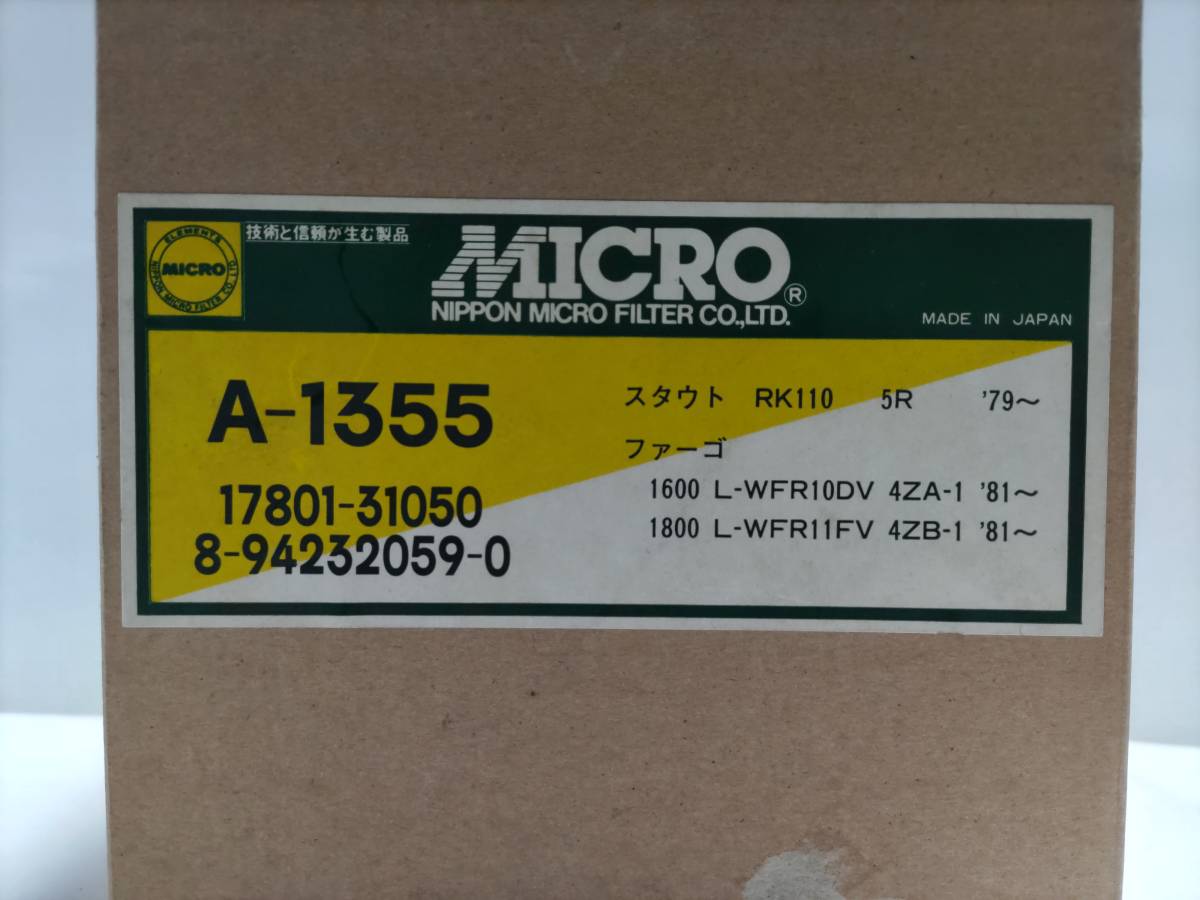 ELEMENTS
MICRO
NIPPON MICRO FILTER CO., LTD.
技術と信頼が生む製品
MICRO®
NIPPON MICRO FILTER CO.,LTD.
MADE IN JAPAN
A-1355
17801-31050
8-94232059-0
スタウト RK110 5R '79〜
ファーゴ
1600 L-WFR10DV 4ZA-1 '81〜
1800 L-WFR11FV 4ZB-1 '81〜